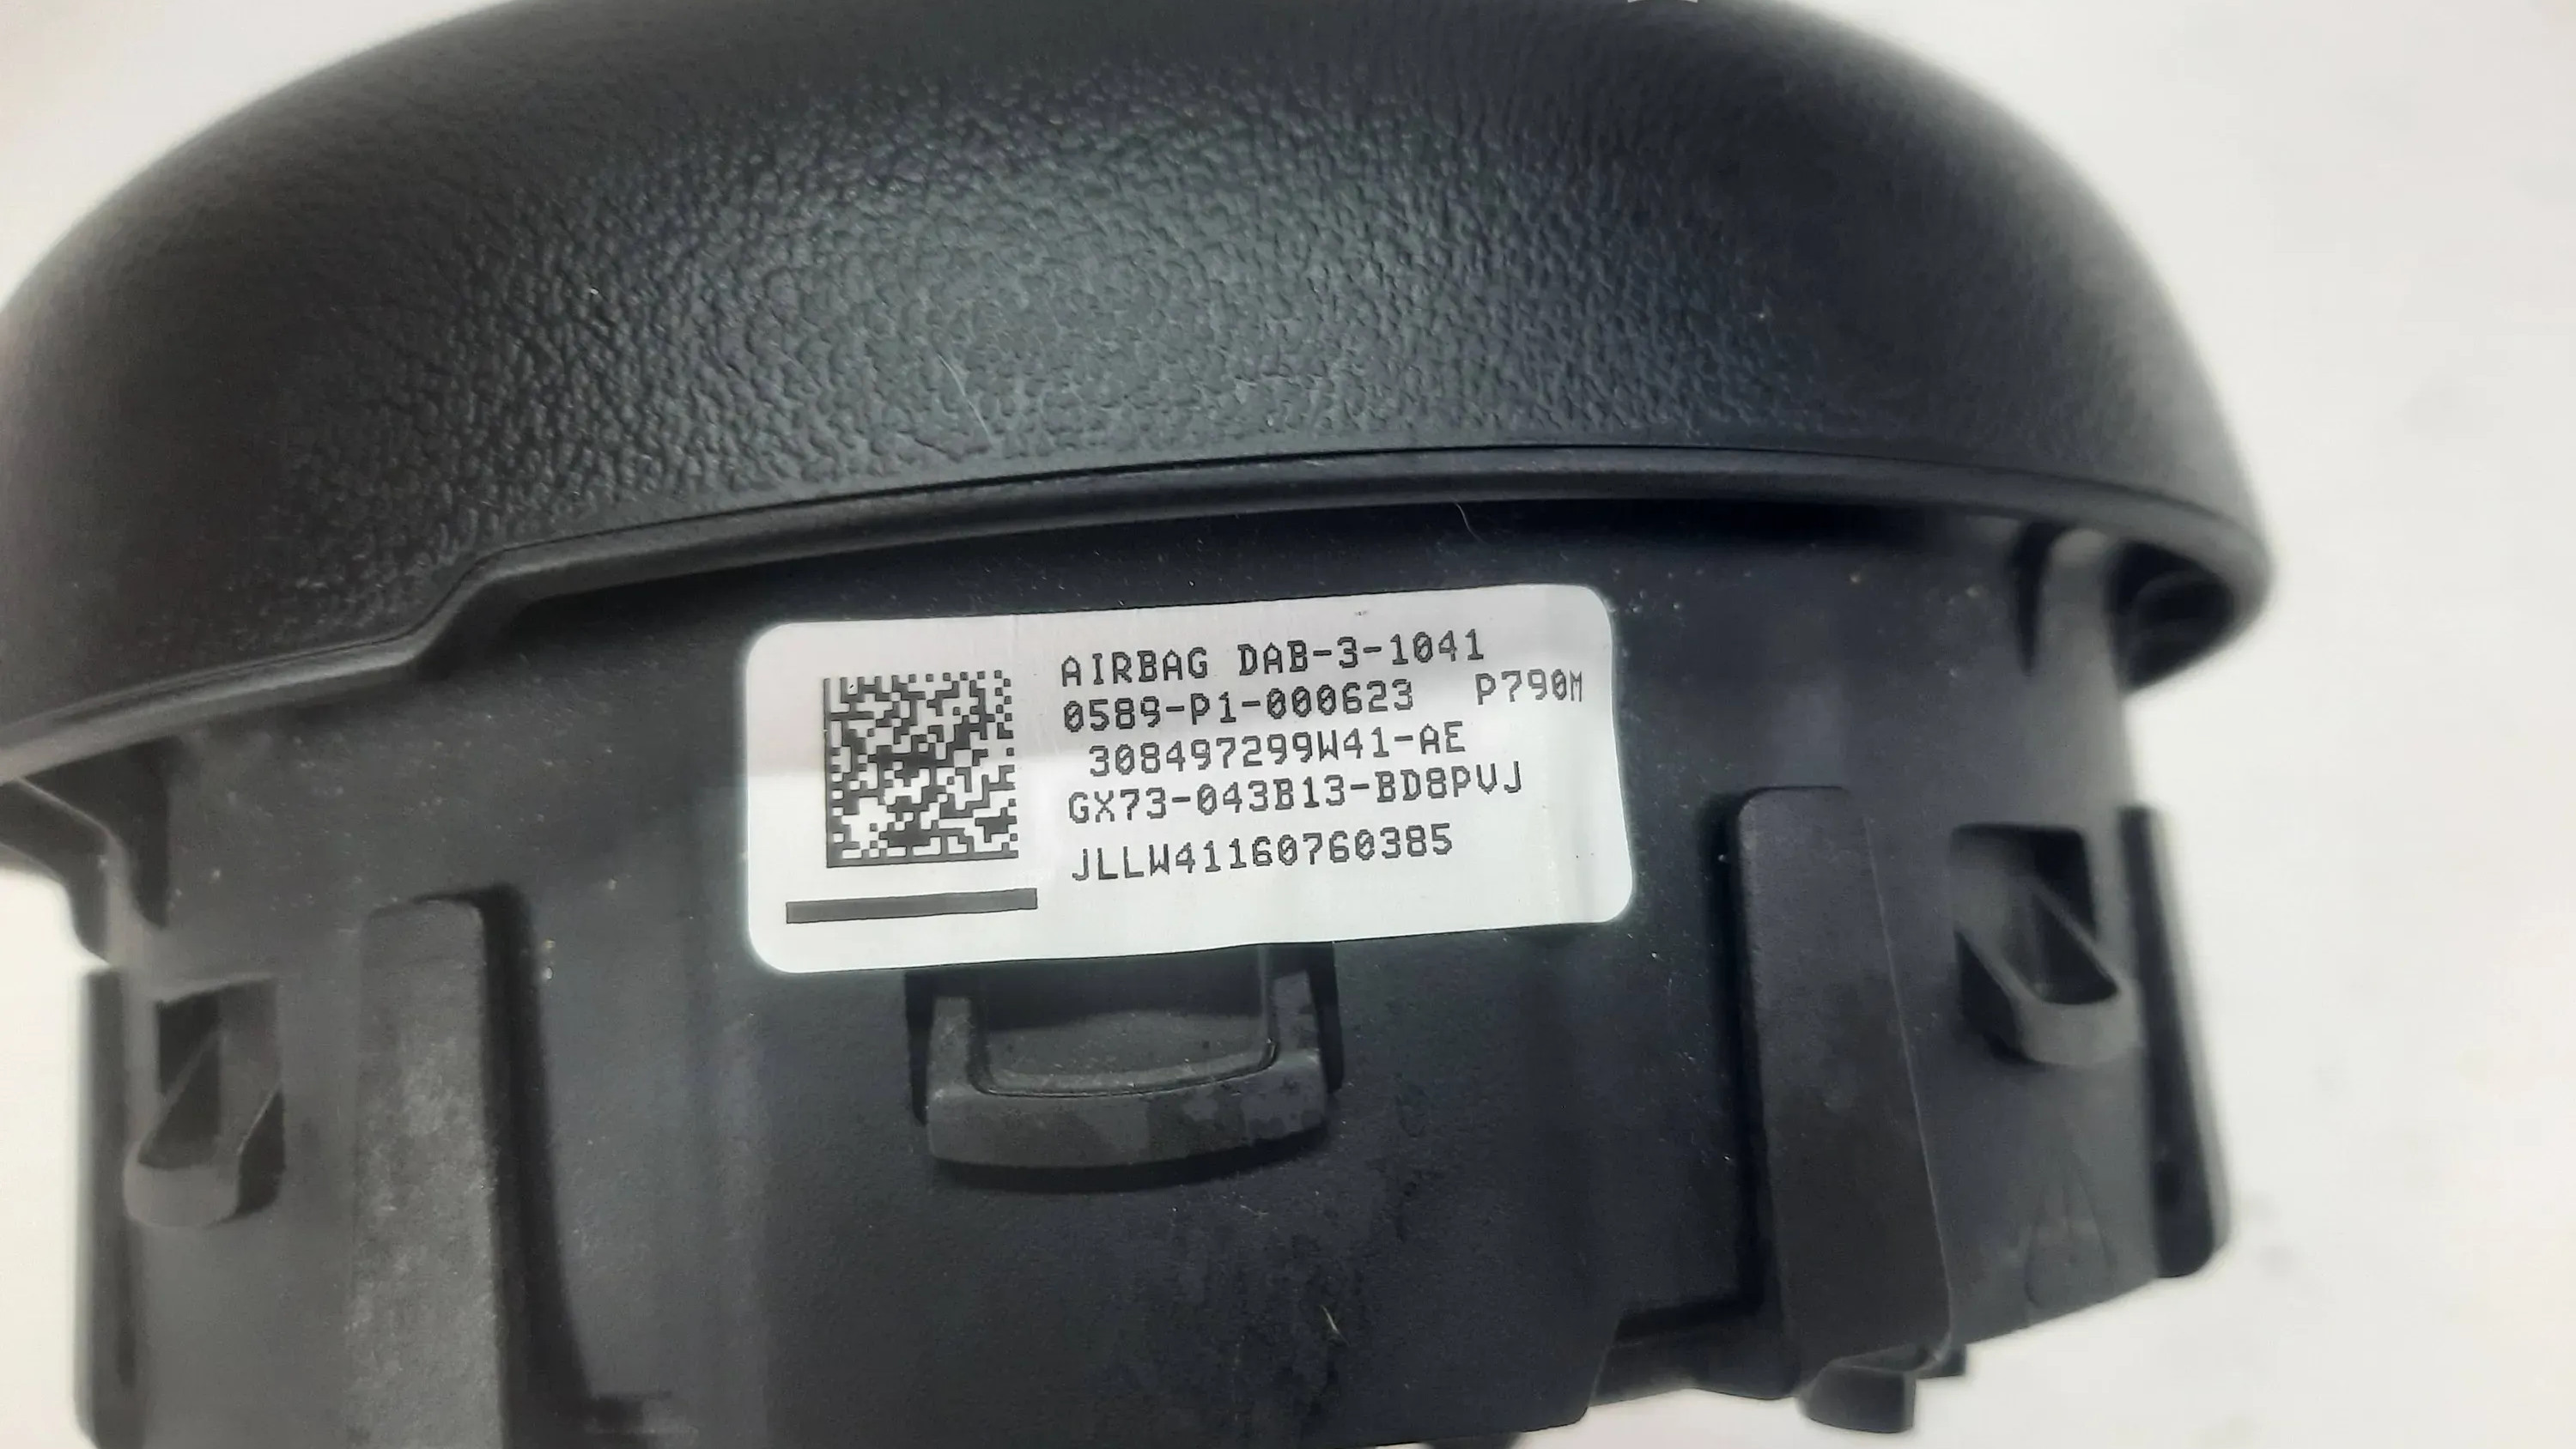 AIRBAG DAB-3-1041
0589-P1-000623 P790M
308497299W41-AE
GX73-043B13-BD8PVJ
JLLW41160760385